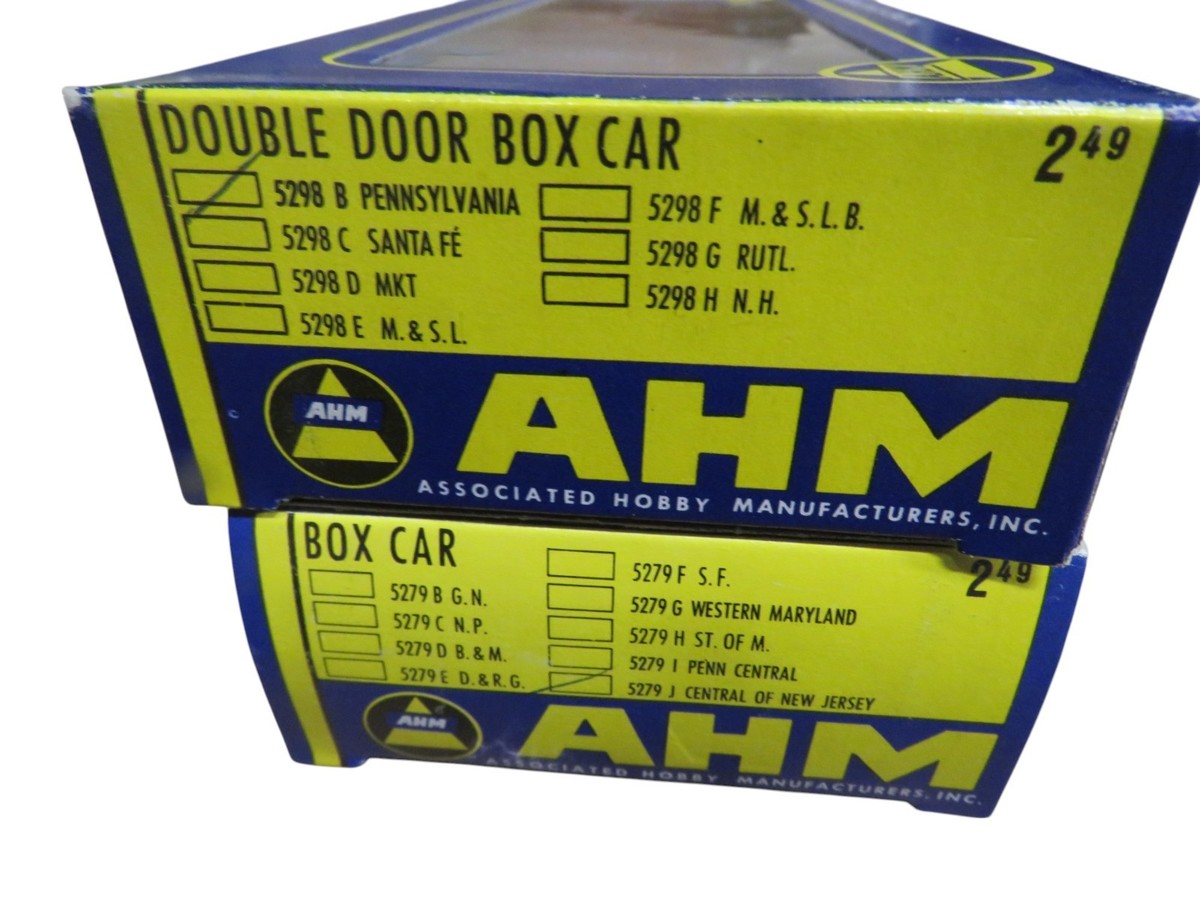 DOUBLE DOOR BOX CAR
2 49
5298 B PENNSYLVANIA
5298 C SANTA FÉ
5298 D MKT
5298 E M. & S. L.
5298 F M. & S. L. B.
5298 G RUTL.
5298 H N. H.
AHM
AHM
ASSOCIATED HOBBY MANUFACTURERS, INC.
BOX CAR
2 49
5279 B G. N.
5279 C N. P.
5279 D B. & M.
5279 E D. & R. G.
5279 F S. F.
5279 G WESTERN MARYLAND
5279 H ST. OF M.
5279 I PENN CENTRAL
5279 J CENTRAL OF NEW JERSEY
AHM
AHM
ASSOCIATED HOBBY MANUFACTURERS, INC.